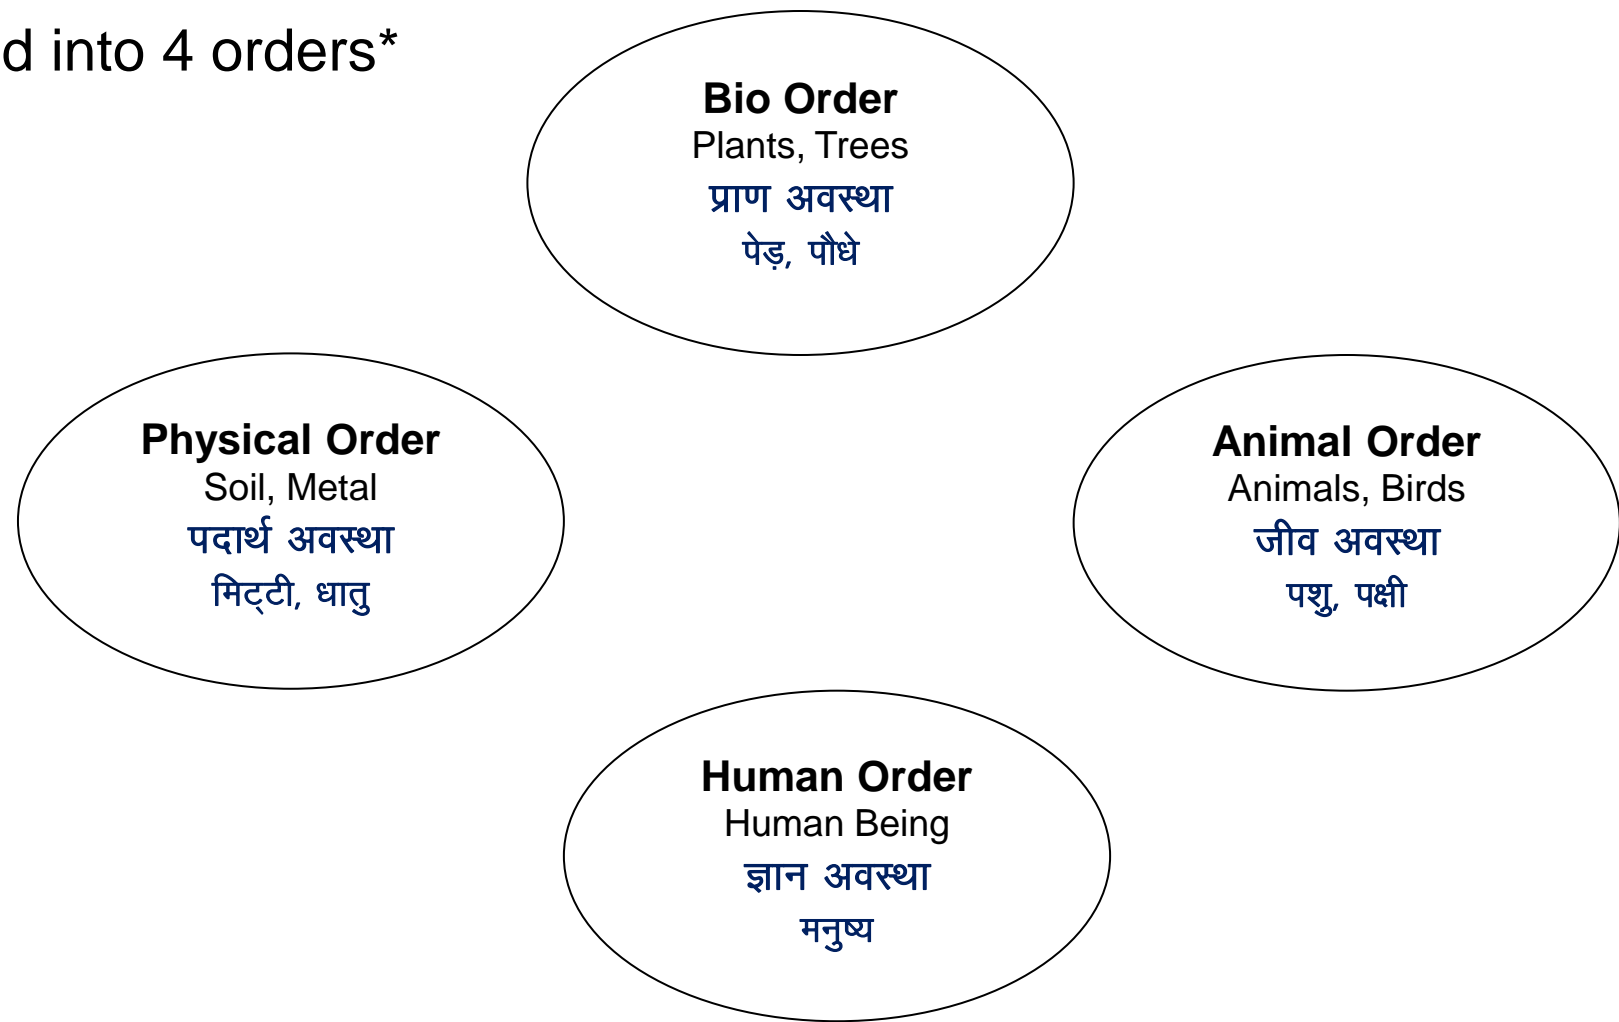 d into 4 orders*
Bio Order
Plants, Trees
प्राण अवस्था
पेड़, पौधे
Physical Order
Soil, Metal
पदार्थ अवस्था
मिट्टी, धातु
Animal Order
Animals, Birds
जीव अवस्था
पशु, पक्षी
Human Order
Human Being
ज्ञान अवस्था
मनुष्य